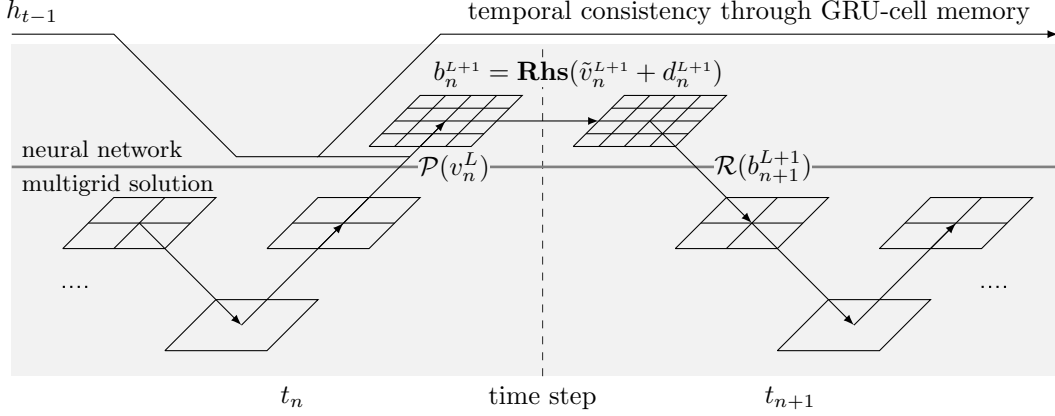 h_{t−1}
temporal consistency through GRU-cell memory
b_n^{L+1} = Rhs(ṽ_n^{L+1} + d_n^{L+1})
neural network
P(v_n^L)
R(b_{n+1}^{L+1})
multigrid solution
....
....
t_n
time step
t_{n+1}